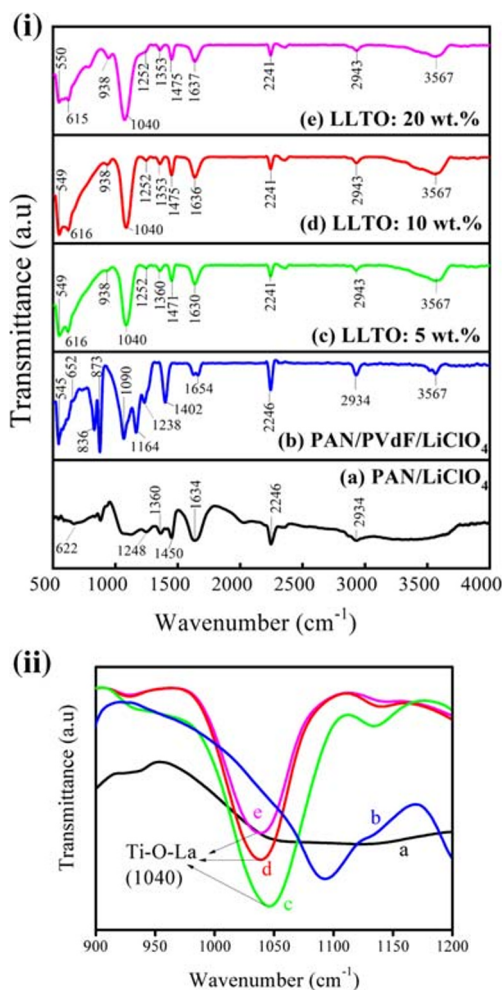 (i)
Transmittance (a.u)
550
615
938
1040
1252
1353
1475
1637
2241
2943
3567
(e) LLTO: 20 wt.%
549
616
938
1040
1252
1353
1475
1636
2241
2943
3567
(d) LLTO: 10 wt.%
549
616
938
1040
1252
1360
1471
1630
2241
2943
3567
(c) LLTO: 5 wt.%
545
652
836
873
1090
1164
1238
1402
1654
2246
2934
3567
(b) PAN/PVdF/LiClO₄
(a) PAN/LiClO₄
622
1248
1360
1450
1634
2246
2934
500 1000 1500 2000 2500 3000 3500 4000
Wavenumber (cm⁻¹)
(ii)
Transmittance (a.u)
e
d
c
b
a
Ti-O-La
(1040)
900 950 1000 1050 1100 1150 1200
Wavenumber (cm⁻¹)